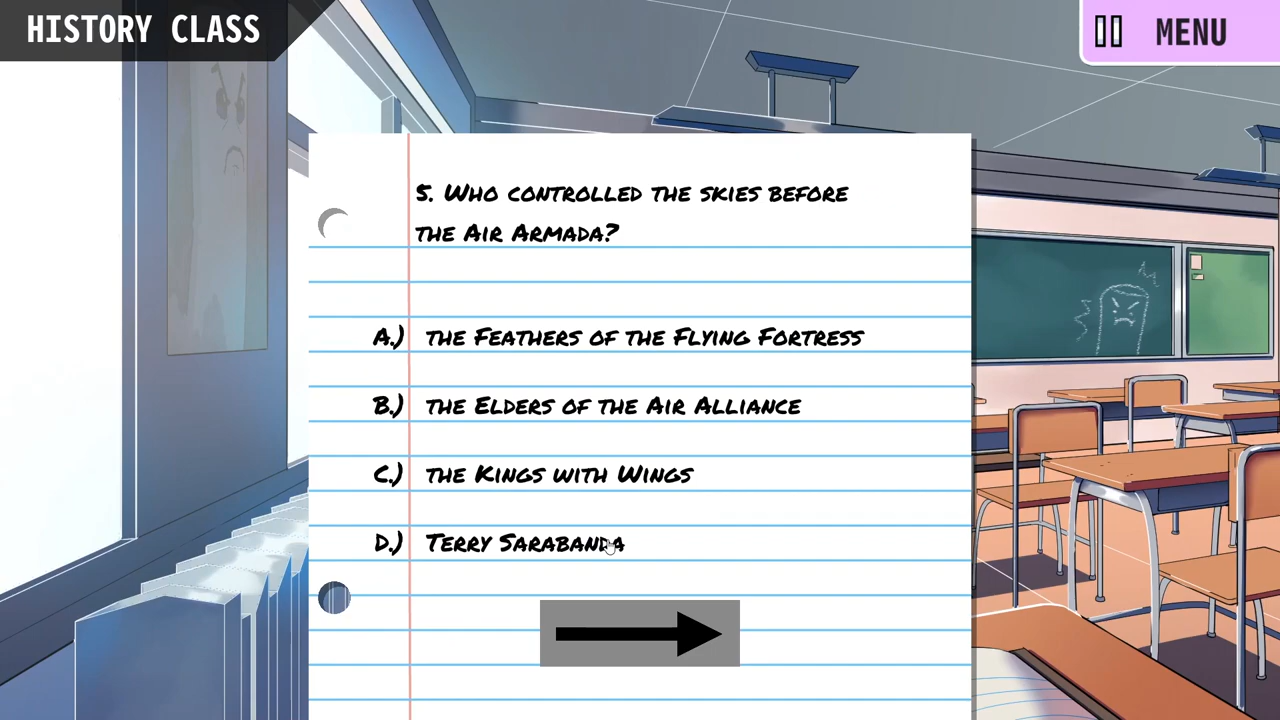 HISTORY CLASS
MENU
5. Who controlled the skies before
the Air Armada?
A.) the Feathers of the Flying Fortress
B.) the Elders of the Air Alliance
C.) the Kings with Wings
D.) Terry Sarabanda